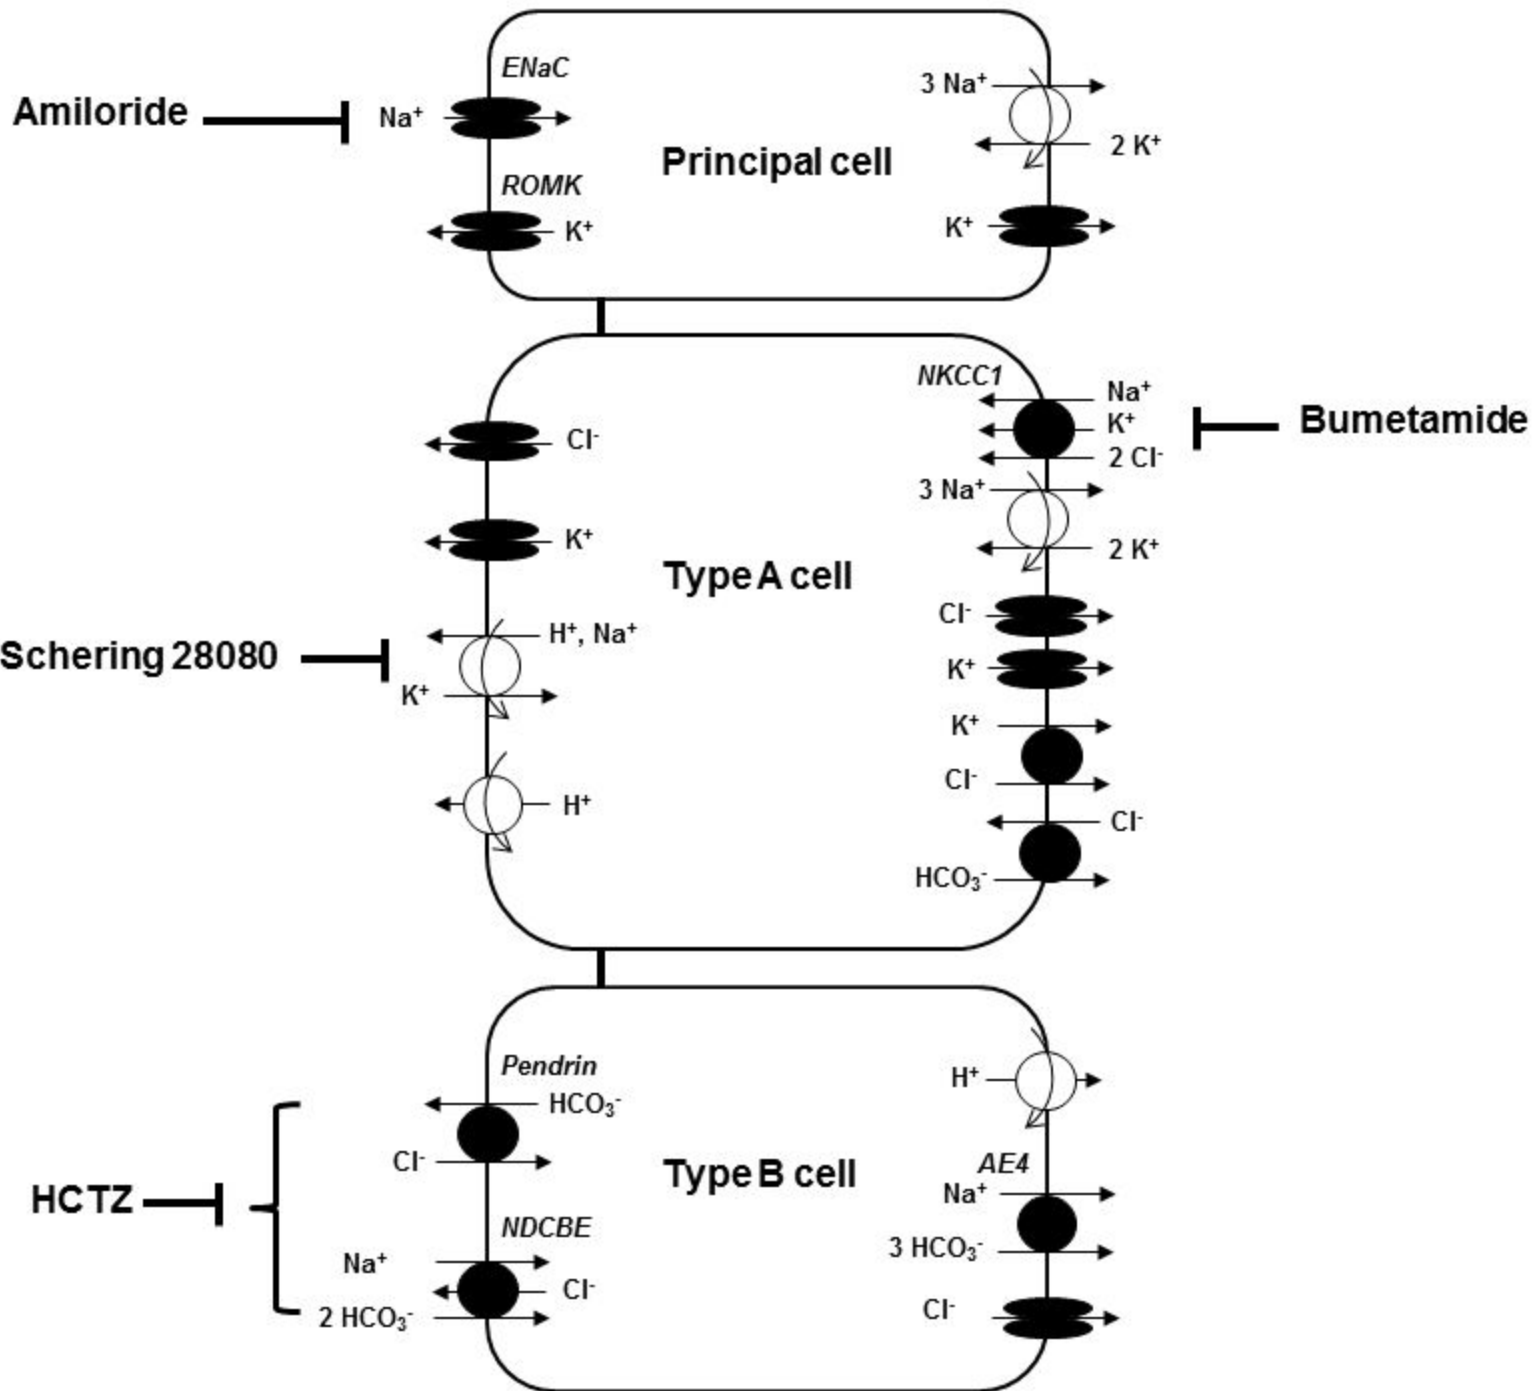 ENaC
3 Na⁺
Amiloride
Na⁺
2 K⁺
Principal cell
ROMK
K⁺
K⁺
NKCC1
Na⁺
K⁺
Bumetamide
2 Cl⁻
Cl⁻
3 Na⁺
K⁺
2 K⁺
Type A cell
Cl⁻
H⁺, Na⁺
Schering 28080
K⁺
K⁺
K⁺
Cl⁻
H⁺
Cl⁻
HCO₃⁻
Pendrin
HCO₃⁻
H⁺
Cl⁻
Type B cell
AE4
Na⁺
HCTZ
NDCBE
3 HCO₃⁻
Na⁺
Cl⁻
2 HCO₃⁻
Cl⁻